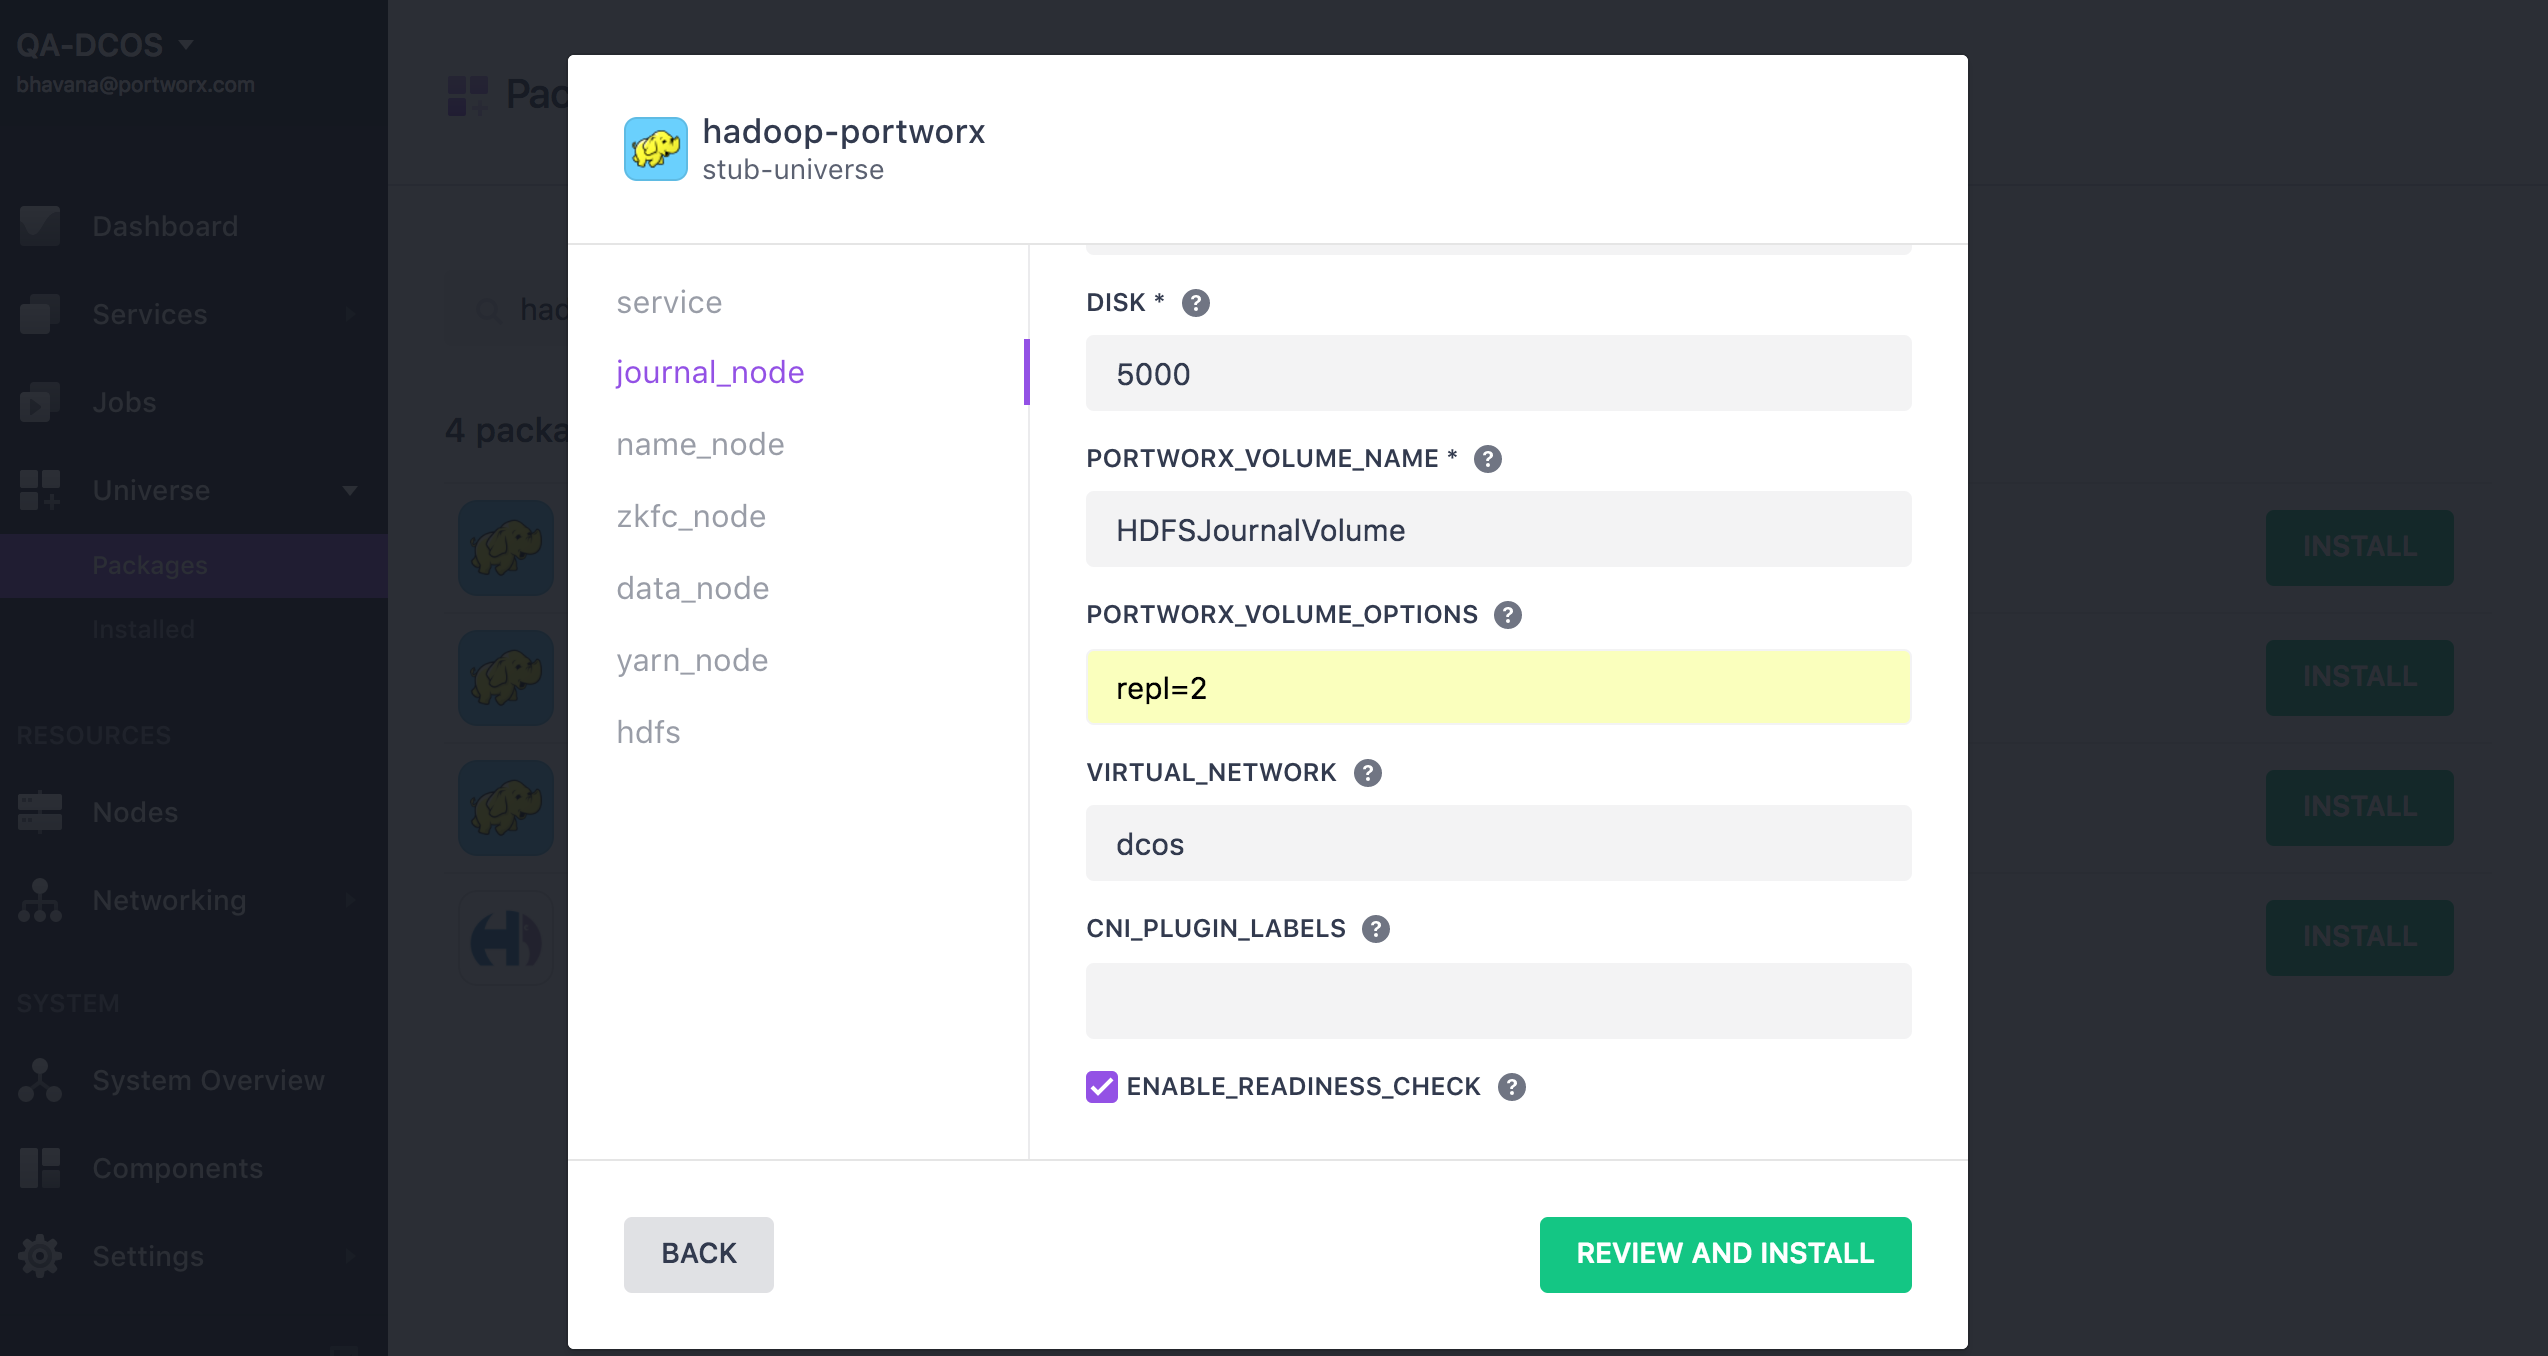 QA-DCOS
bhavana@portworx.com
Dashboard
Services
Jobs
Universe
Packages
Installed
RESOURCES
Nodes
Networking
SYSTEM
System Overview
Components
Settings
Pac
had
4 packa
INSTALL
INSTALL
INSTALL
INSTALL
hadoop-portworx
stub-universe
service
journal_node
name_node
zkfc_node
data_node
yarn_node
hdfs
DISK * ?
5000
PORTWORX_VOLUME_NAME * ?
HDFSJournalVolume
PORTWORX_VOLUME_OPTIONS ?
repl=2
VIRTUAL_NETWORK ?
dcos
CNI_PLUGIN_LABELS ?
ENABLE_READINESS_CHECK ?
BACK
REVIEW AND INSTALL